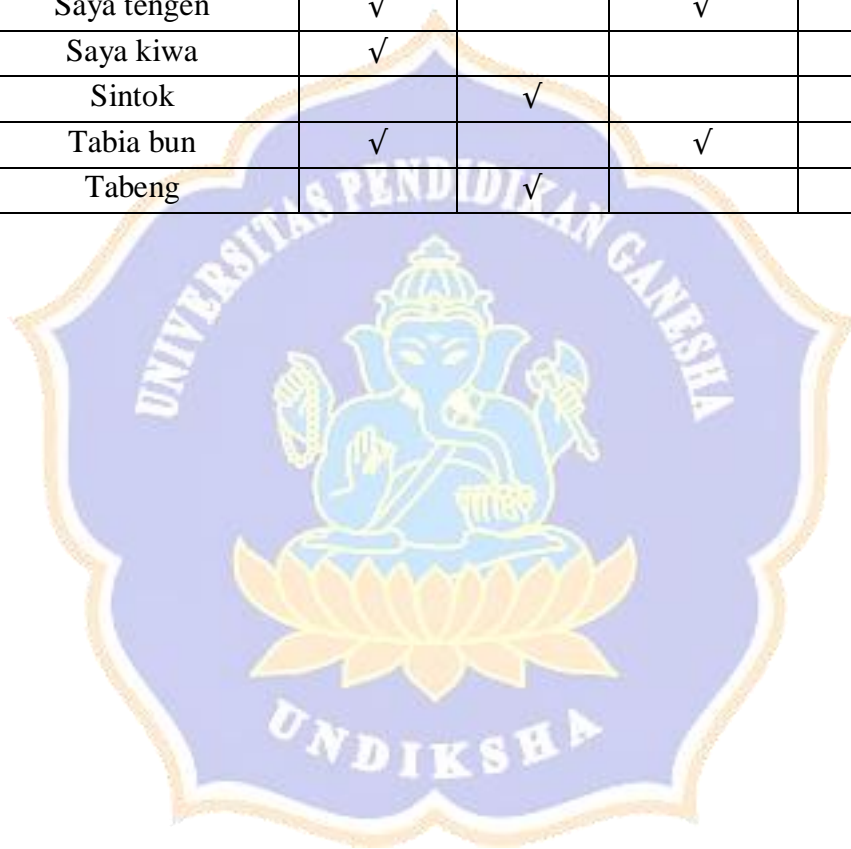 Saya tengen √ √
Saya kiwa √
Sintok √
Tabia bun √ √
Tabeng √
UNIVERSITAS PENDIDIKAN GANESHA
UNDIKSHA